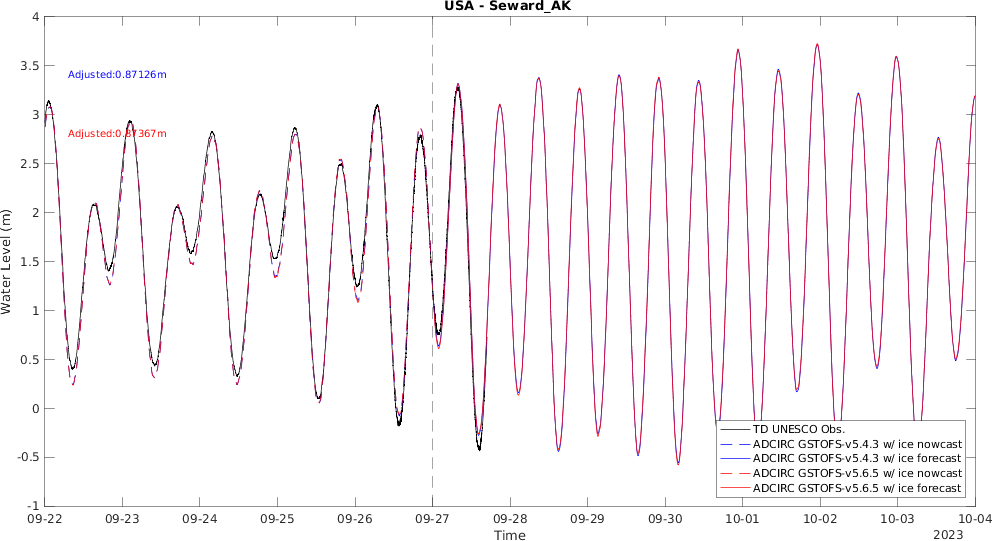 USA - Seward_AK
4
3.5
3
2.5
2
1.5
1
0.5
0
-0.5
-1
Water Level (m)
Adjusted:0.87126m
Adjusted:0.87367m
TD UNESCO Obs.
ADCIRC GSTOFS-v5.4.3 w/ ice nowcast
ADCIRC GSTOFS-v5.4.3 w/ ice forecast
ADCIRC GSTOFS-v5.6.5 w/ ice nowcast
ADCIRC GSTOFS-v5.6.5 w/ ice forecast
09-22 09-23 09-24 09-25 09-26 09-27 09-28 09-29 09-30 10-01 10-02 10-03 10-04
Time
2023